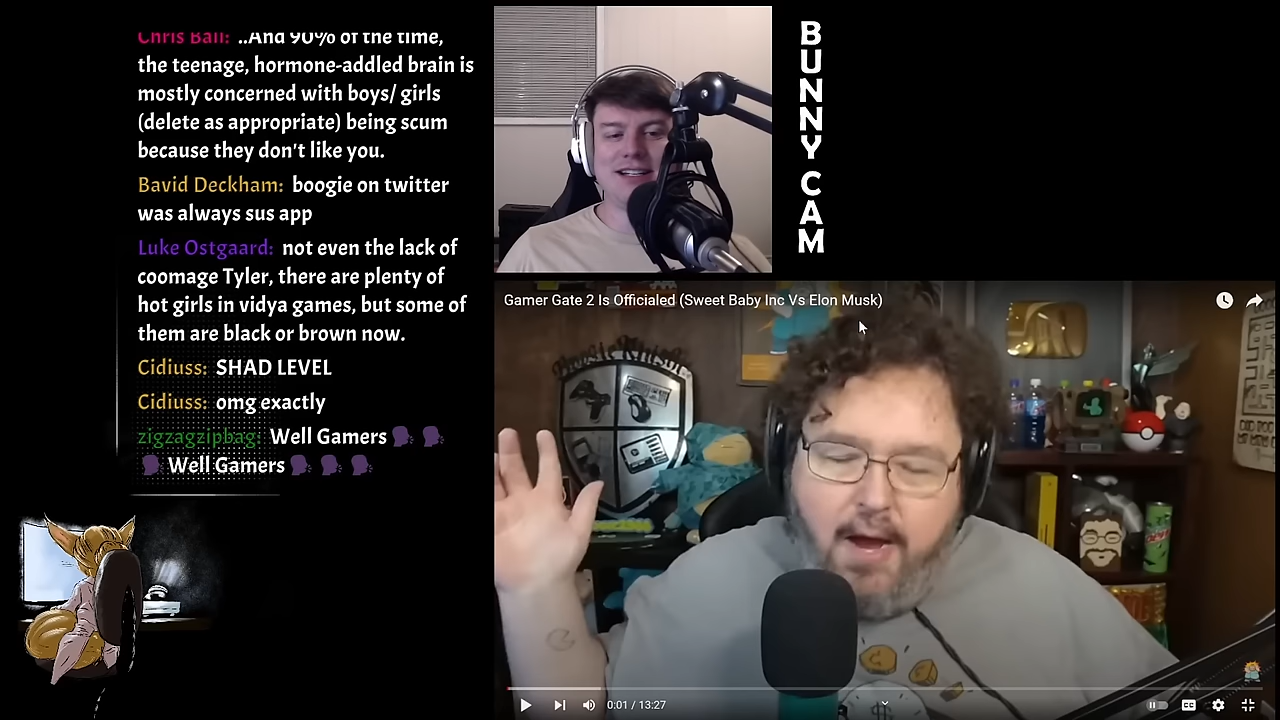 Chris Ball: ..And 90% of the time,
the teenage, hormone-addled brain is
mostly concerned with boys/ girls
(delete as appropriate) being scum
because they don't like you.
Bavid Deckham: boogie on twitter
was always sus app
Luke Ostgaard: not even the lack of
coomage Tyler, there are plenty of
hot girls in vidya games, but some of
them are black or brown now.
Cidiuss: SHAD LEVEL
Cidiuss: omg exactly
zigzagzipbag: Well Gamers
Well Gamers
BUNNY CAM
Gamer Gate 2 Is Officialed (Sweet Baby Inc Vs Elon Musk)
0:01 / 13:27
CC